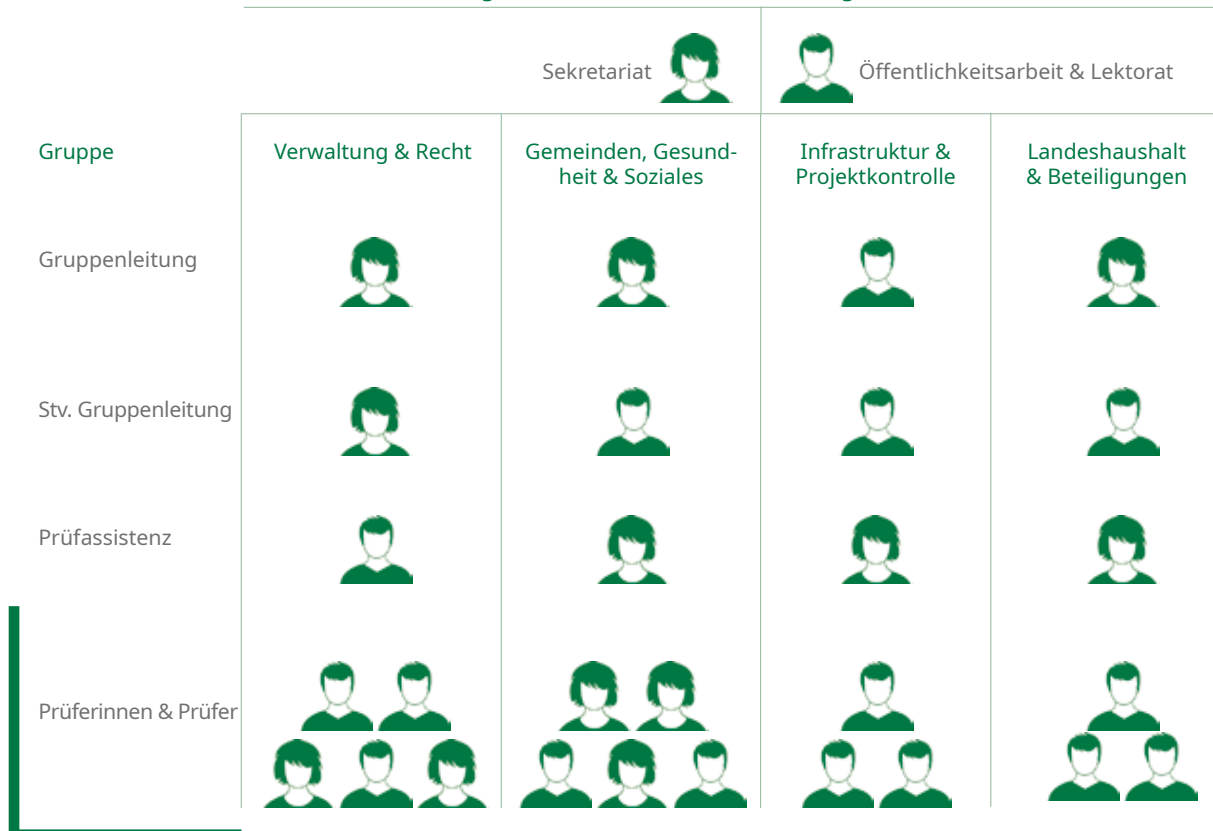 Sekretariat
Öffentlichkeitsarbeit & Lektorat
Gruppe
Verwaltung & Recht
Gemeinden, Gesund-
heit & Soziales
Infrastruktur &
Projektkontrolle
Landeshaushalt
& Beteiligungen
Gruppenleitung
Stv. Gruppenleitung
Prüfassistenz
Prüferinnen & Prüfer